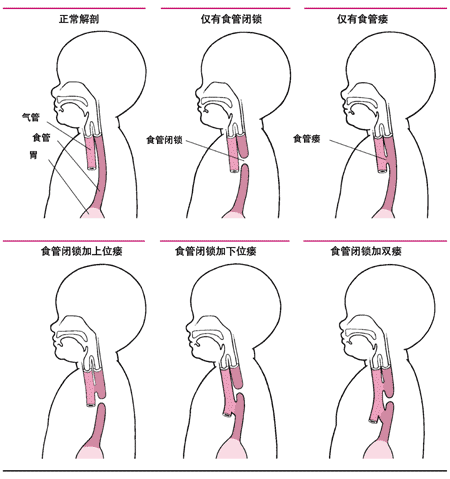 正常解剖
仅有食管闭锁
仅有食管瘘
气管
食管
胃
食管闭锁
食管瘘
食管闭锁加上位瘘
食管闭锁加下位瘘
食管闭锁加双瘘